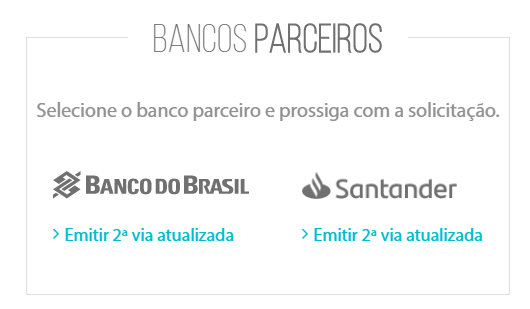 BANCOS PARCEIROS
Selecione o banco parceiro e prossiga com a solicitação.
BANCO DO BRASIL
Santander
> Emitir 2ª via atualizada
> Emitir 2ª via atualizada